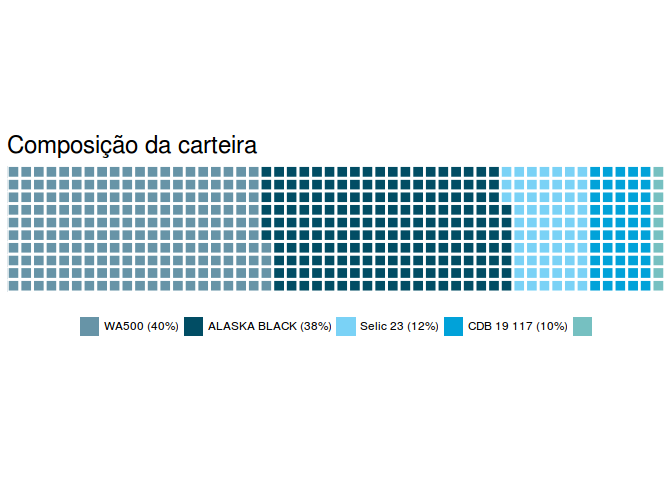 Composição da carteira
WA500 (40%) ALASKA BLACK (38%) Selic 23 (12%) CDB 19 117 (10%)